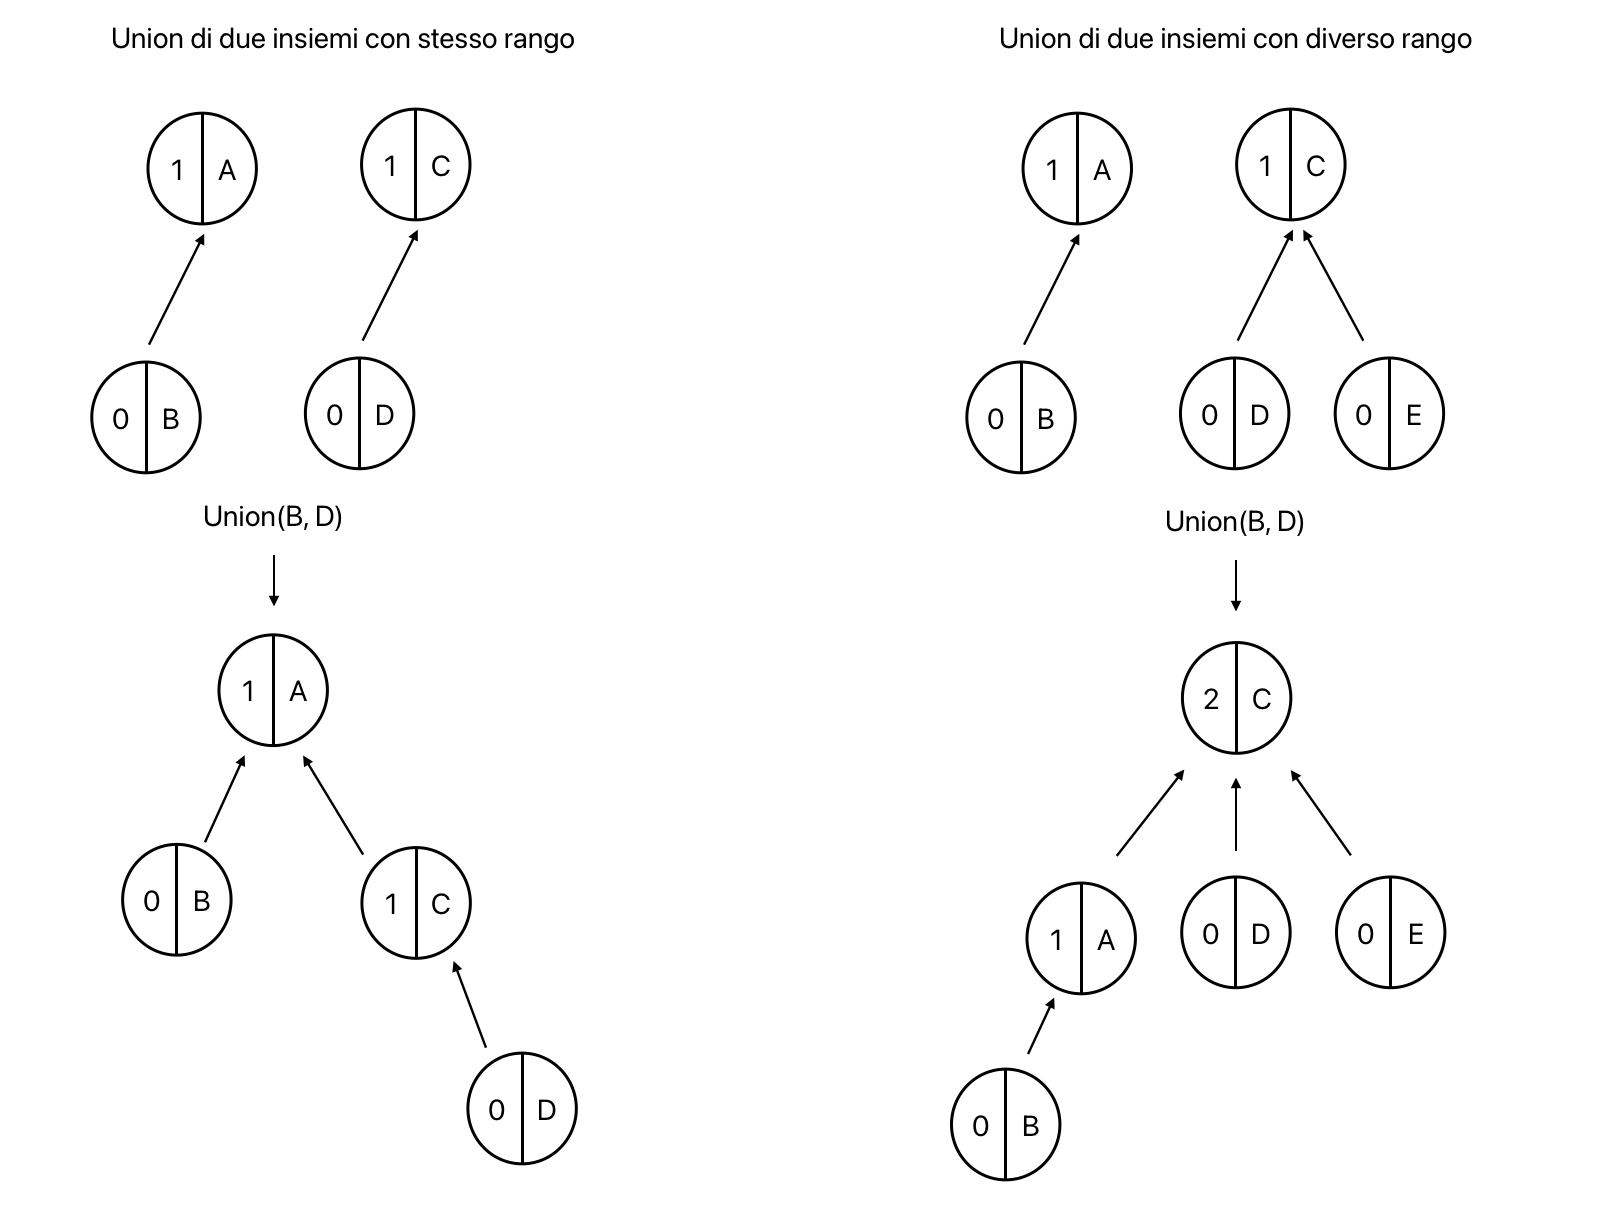 Union di due insiemi con stesso rango
1 A
1 C
0 B
0 D
Union(B, D)
1 A
0 B
1 C
0 D
Union di due insiemi con diverso rango
1 A
1 C
0 B
0 D
0 E
Union(B, D)
2 C
1 A
0 D
0 E
0 B